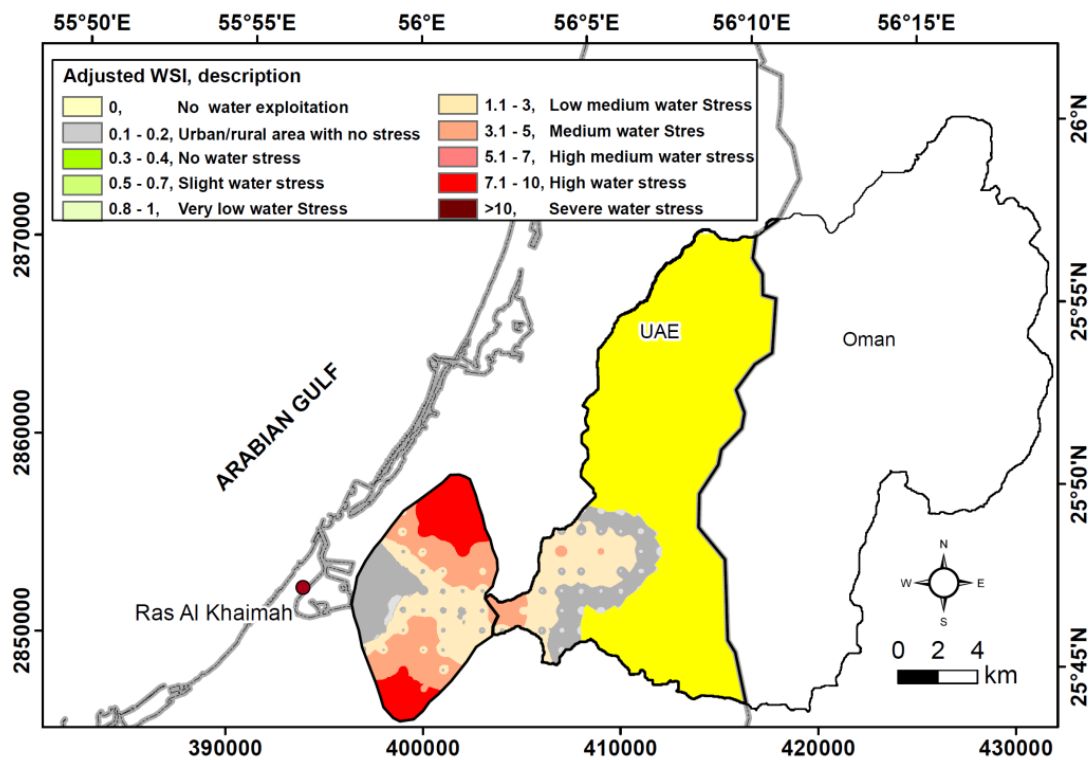 55°50'E 55°55'E 56°0'E 56°5'E 56°10'E 56°15'E
Adjusted WSI, description
0, No water exploitation
0.1 - 0.2, Urban/rural area with no stress
0.3 - 0.4, No water stress
0.5 - 0.7, Slight water stress
0.8 - 1, Very low water Stress
1.1 - 3, Low medium water Stress
3.1 - 5, Medium water Stres
5.1 - 7, High medium water stress
7.1 - 10, High water stress
>10, Severe water stress
2870000
2860000
2850000
26°N
25°55'N
25°50'N
25°45'N
UAE
Oman
ARABIAN GULF
Ras Al Khaimah
N
W E
S
0 2 4
km
390000 400000 410000 420000 430000